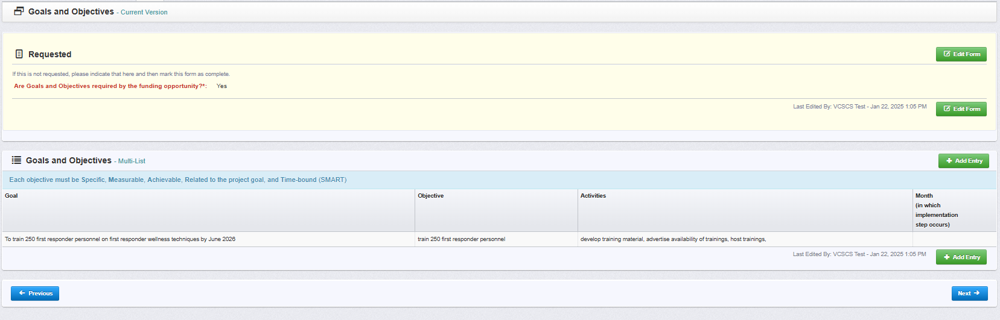 Goals and Objectives - Current Version
Requested
Edit Form
If this is not requested, please indicate that here and then mark this form as complete.
Are Goals and Objectives required by the funding opportunity?*: Yes
Last Edited By: VCSCS Test - Jan 22, 2025 1:05 PM
Edit Form
Goals and Objectives - Multi-List
Add Entry
Each objective must be Specific, Measurable, Achievable, Related to the project goal, and Time-bound (SMART)
Goal
Objective
Activities
Month
(in which
implementation
step occurs)
To train 250 first responder personnel on first responder wellness techniques by June 2026
train 250 first responder personnel
develop training material, advertise availability of trainings, host trainings,
Last Edited By: VCSCS Test - Jan 22, 2025 1:05 PM
Add Entry
Previous
Next